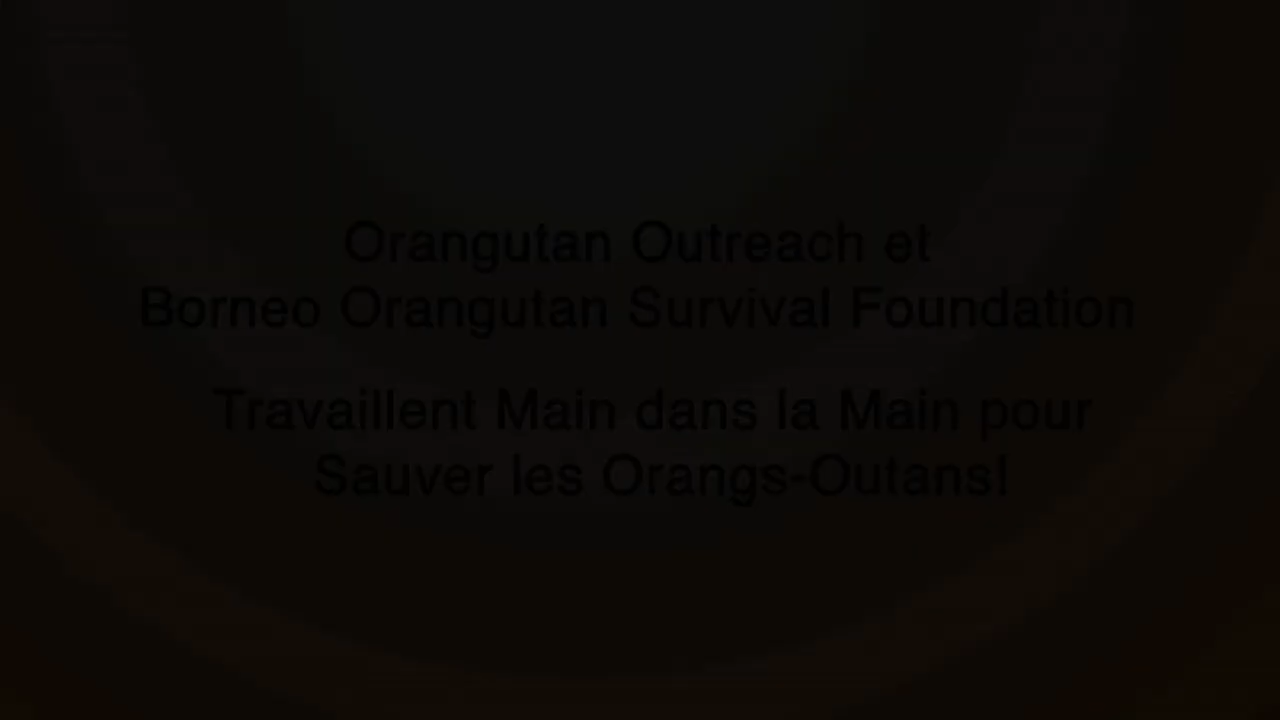 Orangutan Outreach et
Borneo Orangutan Survival Foundation
Travaillent Main dans la Main pour
Sauver les Orangs-Outans!